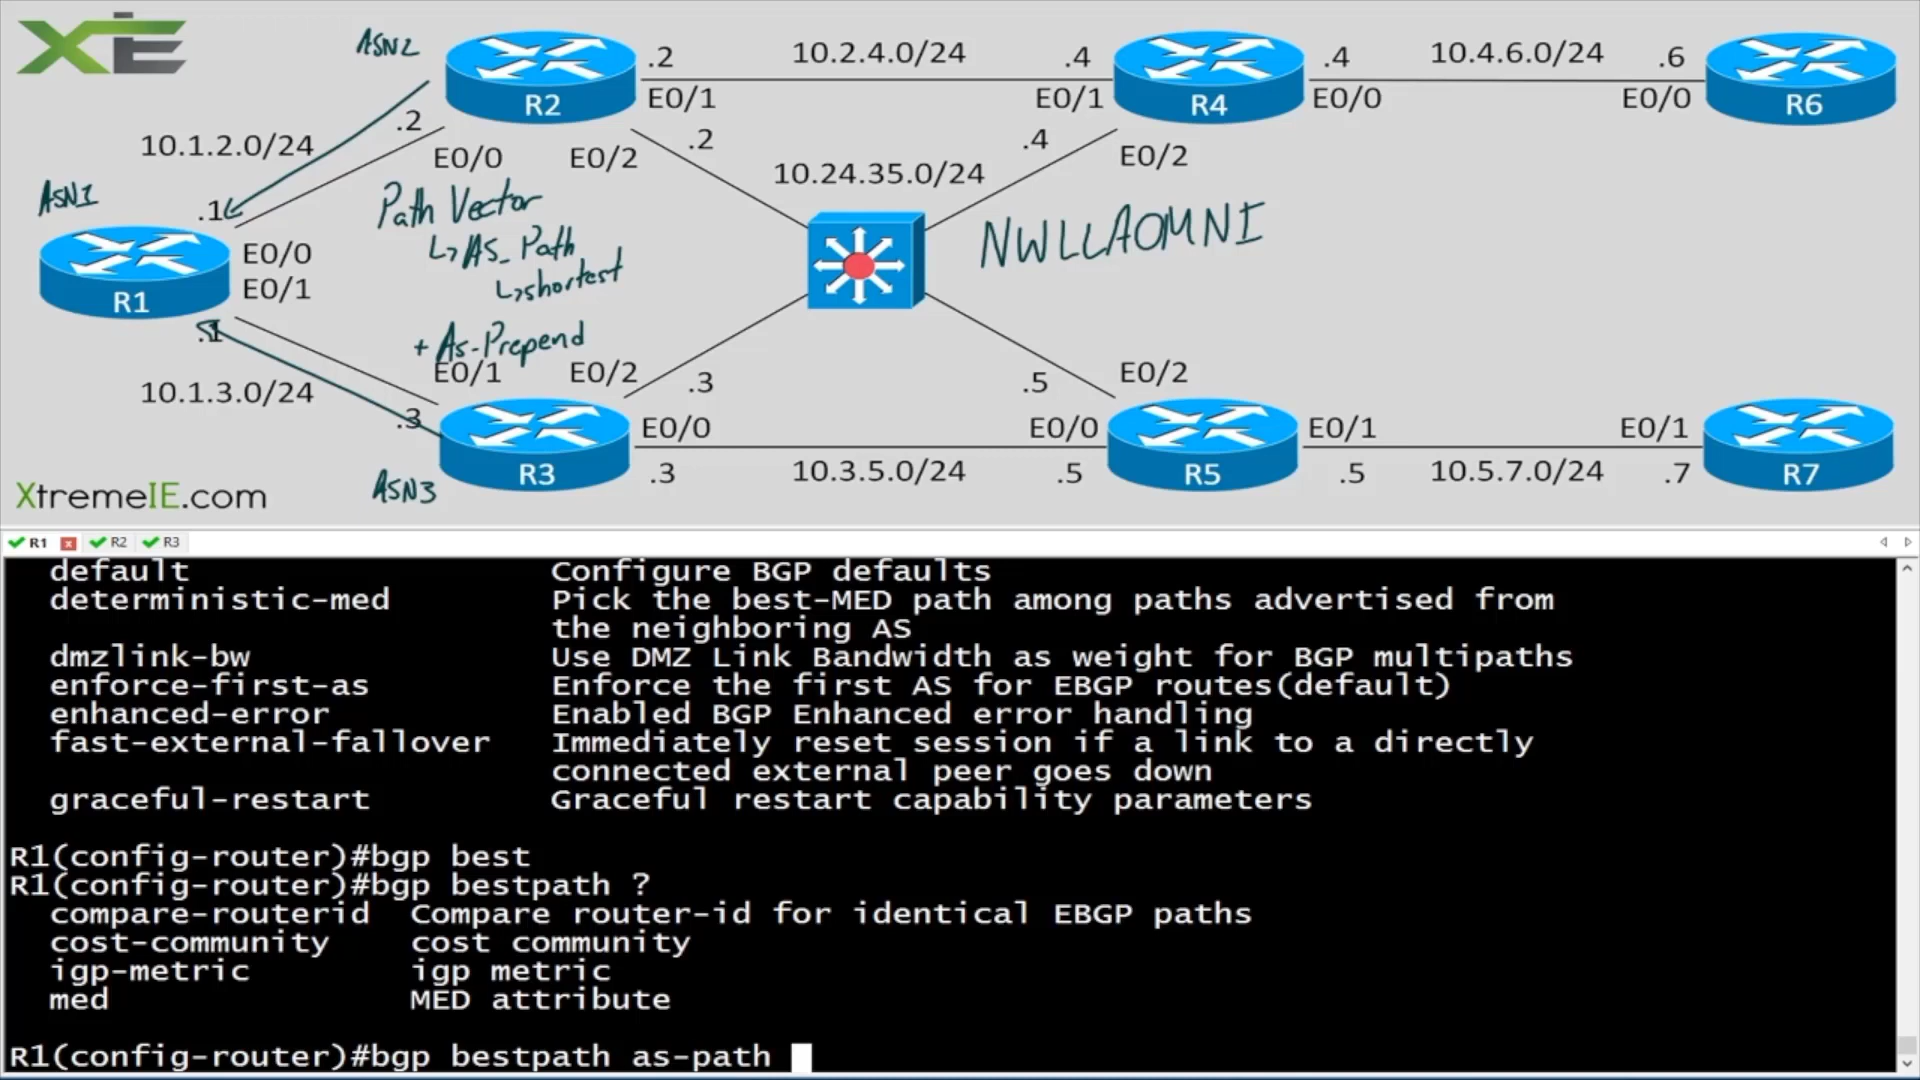 XIE
ASN2
R2
.2
10.2.4.0/24
.4
R4
.4
10.4.6.0/24
.6
R6
E0/1
E0/1
E0/0
E0/0
10.1.2.0/24
.2
E0/0
E0/2
.2
.4
E0/2
10.24.35.0/24
ASN1
.1
Path Vector
↳ AS_Path
↳ shortest
NWLLAOMNI
R1
E0/0
E0/1
.1
+ As-Prepend
E0/1
E0/2
.3
.5
E0/2
10.1.3.0/24
.3
R3
E0/0
E0/0
R5
E0/1
E0/1
R7
.3
10.3.5.0/24
.5
.5
10.5.7.0/24
.7
ASN3
XtremeIE.com
R1 R2 R3
default Configure BGP defaults
deterministic-med Pick the best-MED path among paths advertised from
the neighboring AS
dmzlink-bw Use DMZ Link Bandwidth as weight for BGP multipaths
enforce-first-as Enforce the first AS for EBGP routes(default)
enhanced-error Enabled BGP Enhanced error handling
fast-external-fallover Immediately reset session if a link to a directly
connected external peer goes down
graceful-restart Graceful restart capability parameters
R1(config-router)#bgp best
R1(config-router)#bgp bestpath ?
compare-routerid Compare router-id for identical EBGP paths
cost-community cost community
igp-metric igp metric
med MED attribute
R1(config-router)#bgp bestpath as-path